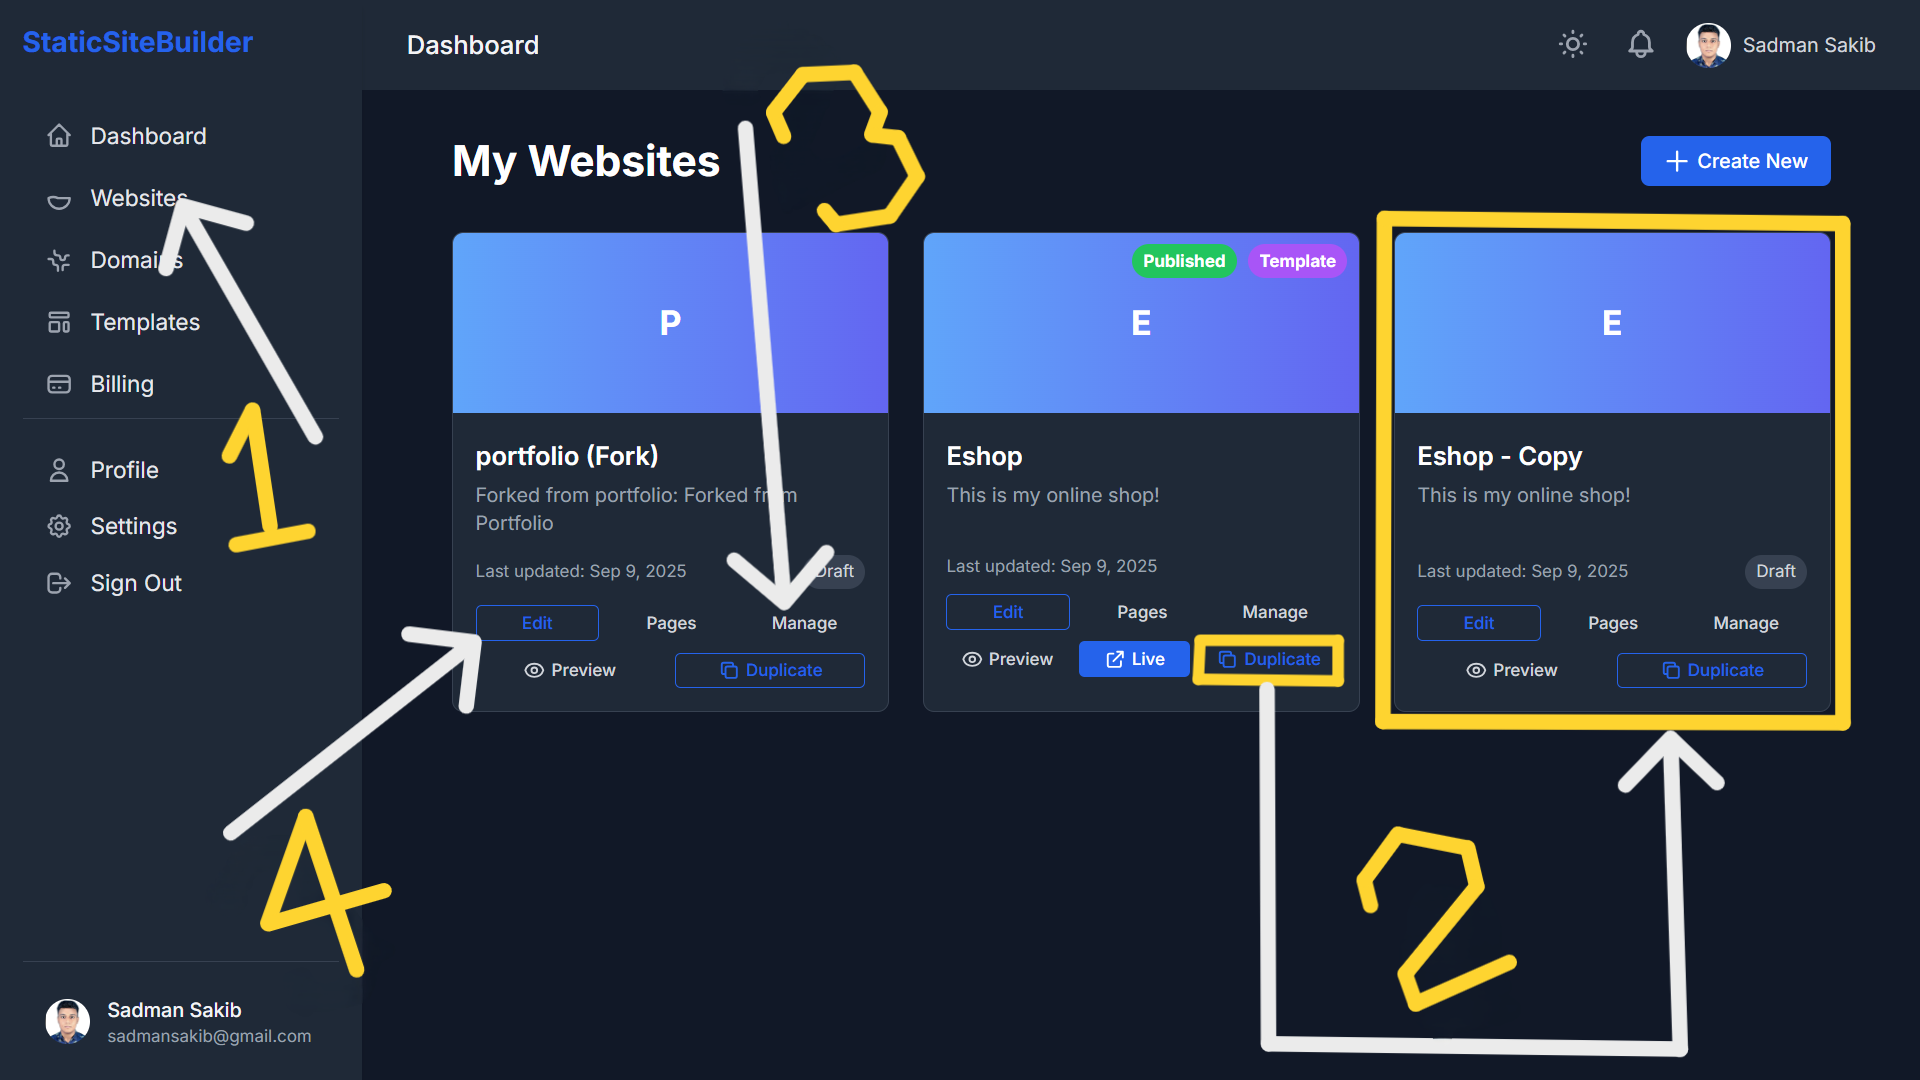 StaticSiteBuilder
Dashboard
Sadman Sakib
Dashboard
Websites
Domains
Templates
Billing
Profile
Settings
Sign Out
Sadman Sakib
sadmansakib@gmail.com
My Websites
Create New
P
portfolio (Fork)
Forked from portfolio: Forked from
Portfolio
Last updated: Sep 9, 2025
Draft
Edit
Pages
Manage
Preview
Duplicate
Published
Template
E
Eshop
This is my online shop!
Last updated: Sep 9, 2025
Edit
Pages
Manage
Preview
Live
Duplicate
E
Eshop - Copy
This is my online shop!
Last updated: Sep 9, 2025
Draft
Edit
Pages
Manage
Preview
Duplicate
1
2
3
4